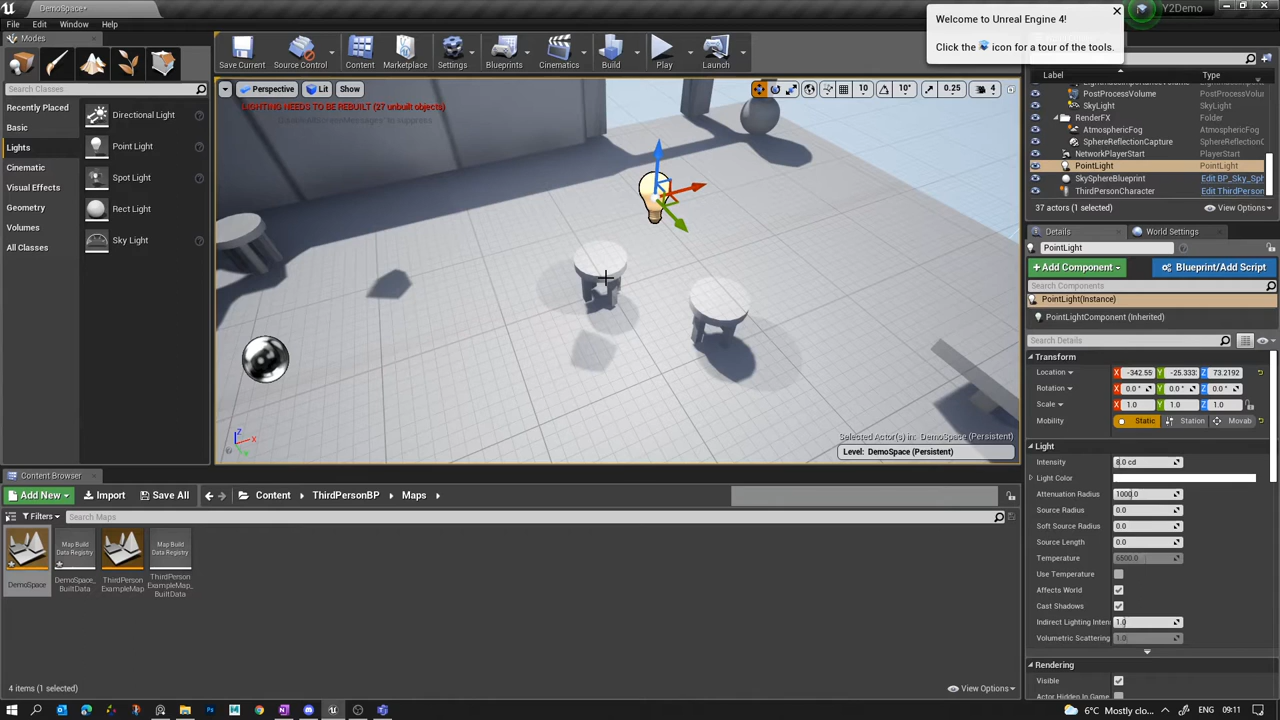 DemoSpace*
Y2Demo
File Edit Window Help
Welcome to Unreal Engine 4!
Click the icon for a tour of the tools.
Modes
Search Classes
Recently Placed
Basic
Lights
Cinematic
Visual Effects
Geometry
Volumes
All Classes
Directional Light
Point Light
Spot Light
Rect Light
Sky Light
Save Current
Source Control
Content
Marketplace
Settings
Blueprints
Cinematics
Build
Play
Launch
Perspective Lit Show
10 10° 0.25 4
LIGHTING NEEDS TO BE REBUILT (27 unbuilt objects)
Selected Actor(s) in: DemoSpace (Persistent)
Level: DemoSpace (Persistent)
Label Type
PostProcessVolume PostProcessVolume
SkyLight SkyLight
RenderFX Folder
AtmosphericFog AtmosphericFog
SphereReflectionCapture SphereReflectionC
NetworkPlayerStart PlayerStart
PointLight PointLight
SkySphereBlueprint Edit BP_Sky_Sph
ThirdPersonCharacter Edit ThirdPerson
37 actors (1 selected) View Options
Details World Settings
PointLight
+ Add Component Blueprint/Add Script
Search Components
PointLight(Instance)
PointLightComponent (Inherited)
Search Details
Transform
Location X -342.55 Y -25.333 Z 73.2192
Rotation X 0.0 ° Y 0.0 ° Z 0.0 °
Scale X 1.0 Y 1.0 Z 1.0
Mobility Static Station Movab
Light
Intensity 8.0 cd
Light Color
Attenuation Radius 1000.0
Source Radius 0.0
Soft Source Radius 0.0
Source Length 0.0
Temperature 6500.0
Use Temperature
Affects World
Cast Shadows
Indirect Lighting Inten 1.0
Volumetric Scattering 1.0
Rendering
Visible
Actor Hidden In Game
Content Browser
Add New Import Save All Content ThirdPersonBP Maps
Filters Search Maps
DemoSpace
Map Build Data Registry
DemoSpace_BuiltData
ThirdPerson ExampleMap
Map Build Data Registry
ThirdPerson ExampleMap_BuiltData
4 items (1 selected) View Options
6°C Mostly clo... ENG 09:11